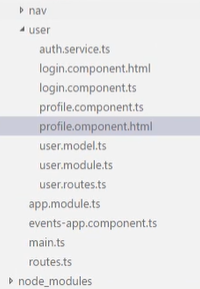 nav
user
auth.service.ts
login.component.html
login.component.ts
profile.component.ts
profile.omponent.html
user.model.ts
user.module.ts
user.routes.ts
app.module.ts
events-app.component.ts
main.ts
routes.ts
node_modules